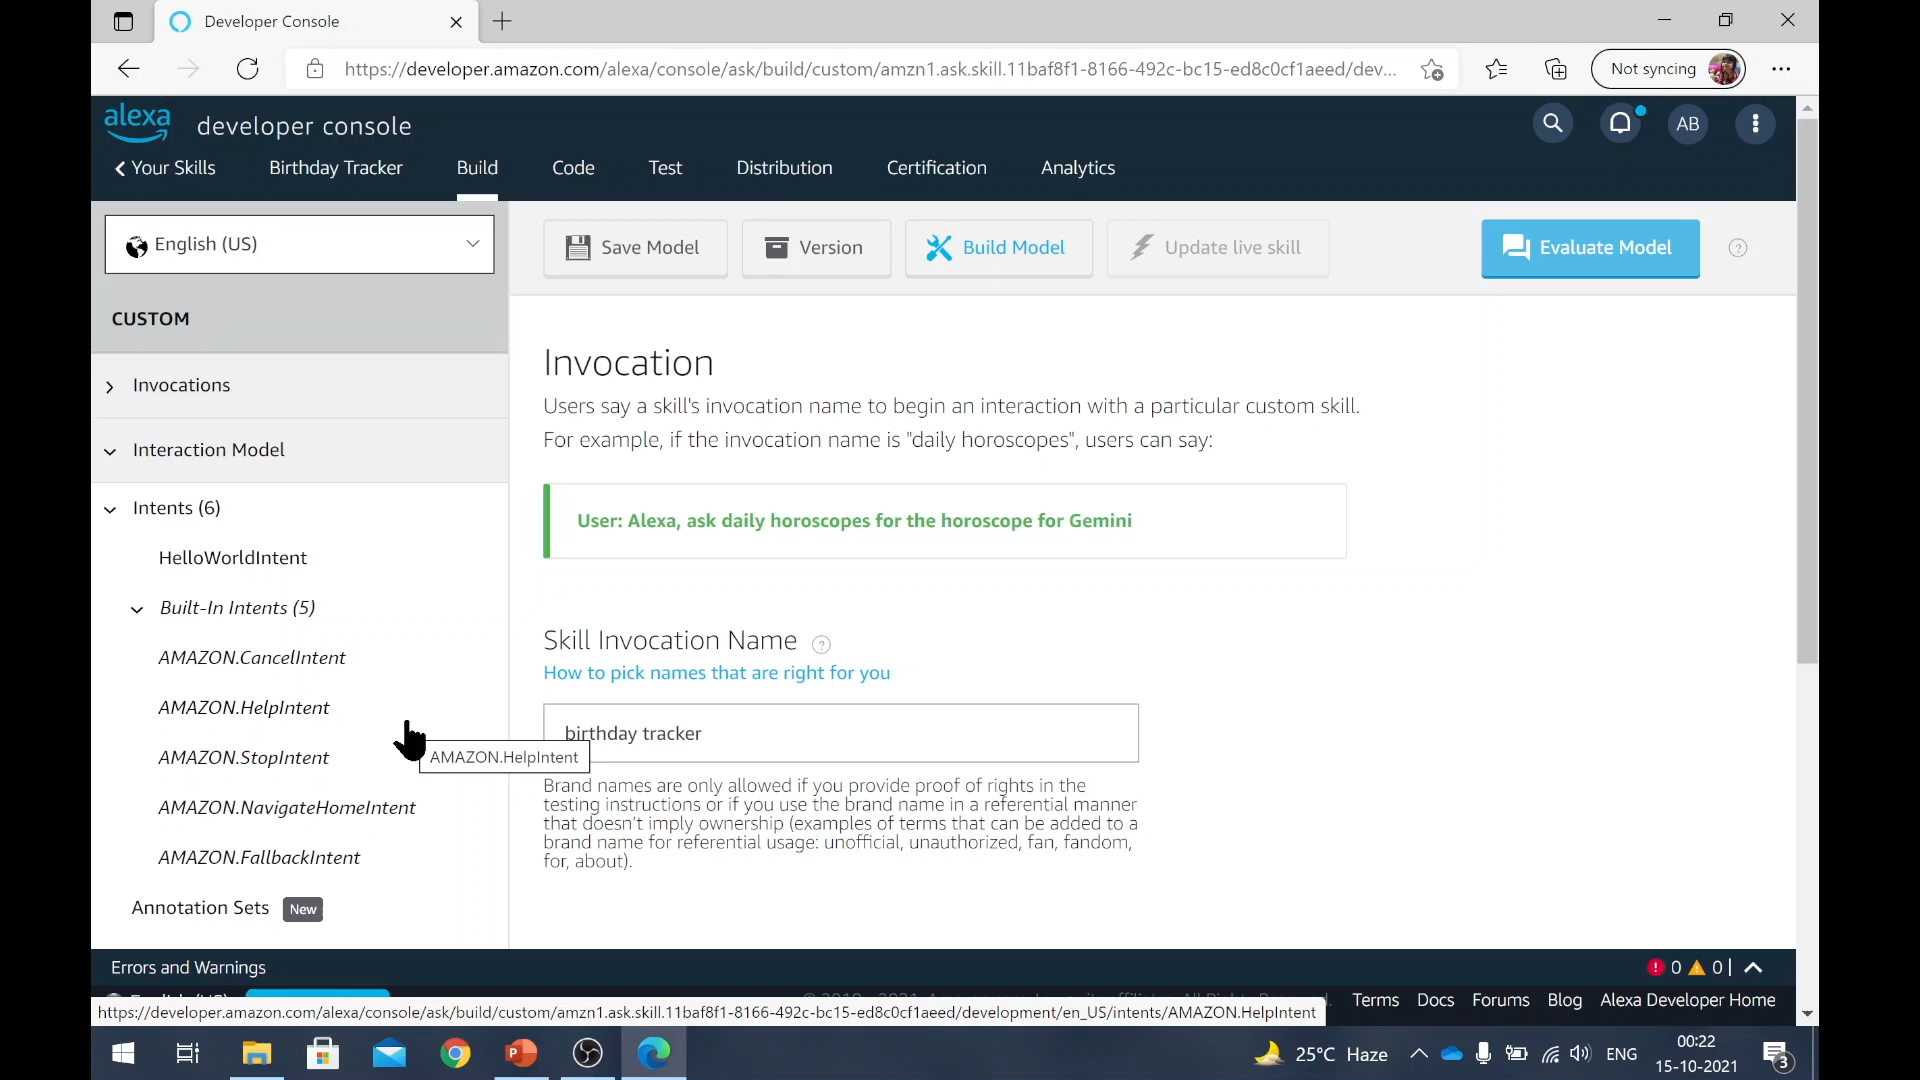 Developer Console
https://developer.amazon.com/alexa/console/ask/build/custom/amzn1.ask.skill.11baf8f1-8166-492c-bc15-ed8c0cf1aeed/dev...
Not syncing
alexa developer console
AB
Your Skills Birthday Tracker Build Code Test Distribution Certification Analytics
English (US)
Save Model Version Build Model Update live skill Evaluate Model ?
CUSTOM
Invocations
Interaction Model
Intents (6)
HelloWorldIntent
Built-In Intents (5)
AMAZON.CancelIntent
AMAZON.HelpIntent
AMAZON.StopIntent
AMAZON.NavigateHomeIntent
AMAZON.FallbackIntent
Annotation Sets New
Invocation
Users say a skill's invocation name to begin an interaction with a particular custom skill.
For example, if the invocation name is "daily horoscopes", users can say:
User: Alexa, ask daily horoscopes for the horoscope for Gemini
Skill Invocation Name ?
How to pick names that are right for you
birthday tracker
AMAZON.HelpIntent
Brand names are only allowed if you provide proof of rights in the
testing instructions or if you use the brand name in a referential manner
that doesn't imply ownership (examples of terms that can be added to a
brand name for referential usage: unofficial, unauthorized, fan, fandom,
for, about).
Errors and Warnings
0 0
Terms Docs Forums Blog Alexa Developer Home
https://developer.amazon.com/alexa/console/ask/build/custom/amzn1.ask.skill.11baf8f1-8166-492c-bc15-ed8c0cf1aeed/development/en_US/intents/AMAZON.HelpIntent
25°C Haze ENG
00:22
15-10-2021
3